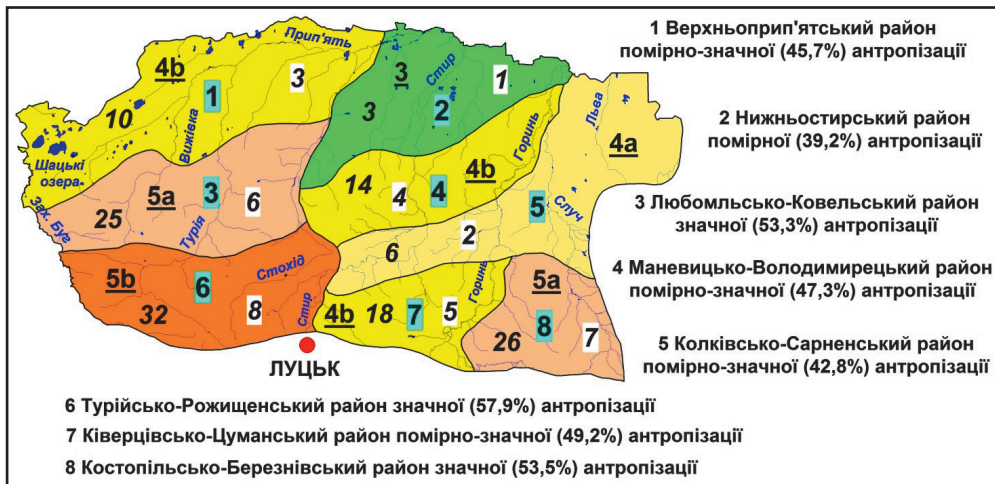 1 Верхньоприп'ятський район
помірно-значної (45,7%) антропізації
2 Нижньостирський район
помірної (39,2%) антропізації
3 Любомльсько-Ковельський район
значної (53,3%) антропізації
4 Маневицько-Володимирецький район
помірно-значної (47,3%) антропізації
5 Колківсько-Сарненський район
помірно-значної (42,8%) антропізації
6 Турійсько-Рожищенський район значної (57,9%) антропізації
7 Ківерцівсько-Цуманський район помірно-значної (49,2%) антропізації
8 Костопільсько-Березнівський район значної (53,5%) антропізації
Прип'ять
4b
3
1
10
Вижівка
Шацькі
озера
3
Стир
1
2
3
Льва
4a
Горинь
4b
14
4
4
5a
3
6
25
Турія
Зах. Буг
5
Случ
2
6
5b
6
Стохід
32
8
Стир
4b
18
7
5
Горинь
5a
8
26
7
ЛУЦЬК